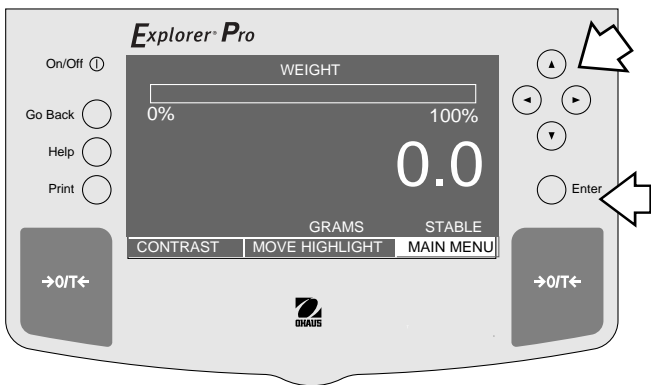 Explorer® Pro
On/Off
WEIGHT
Go Back
0% 100%
Help
0.0
Print
Enter
GRAMS STABLE
CONTRAST MOVE HIGHLIGHT MAIN MENU
→0/T← →0/T←
OHAUS